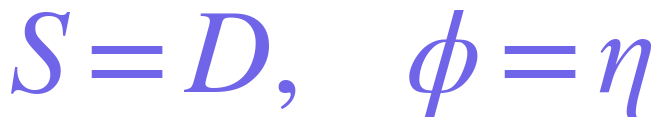 S = D,   ϕ = η